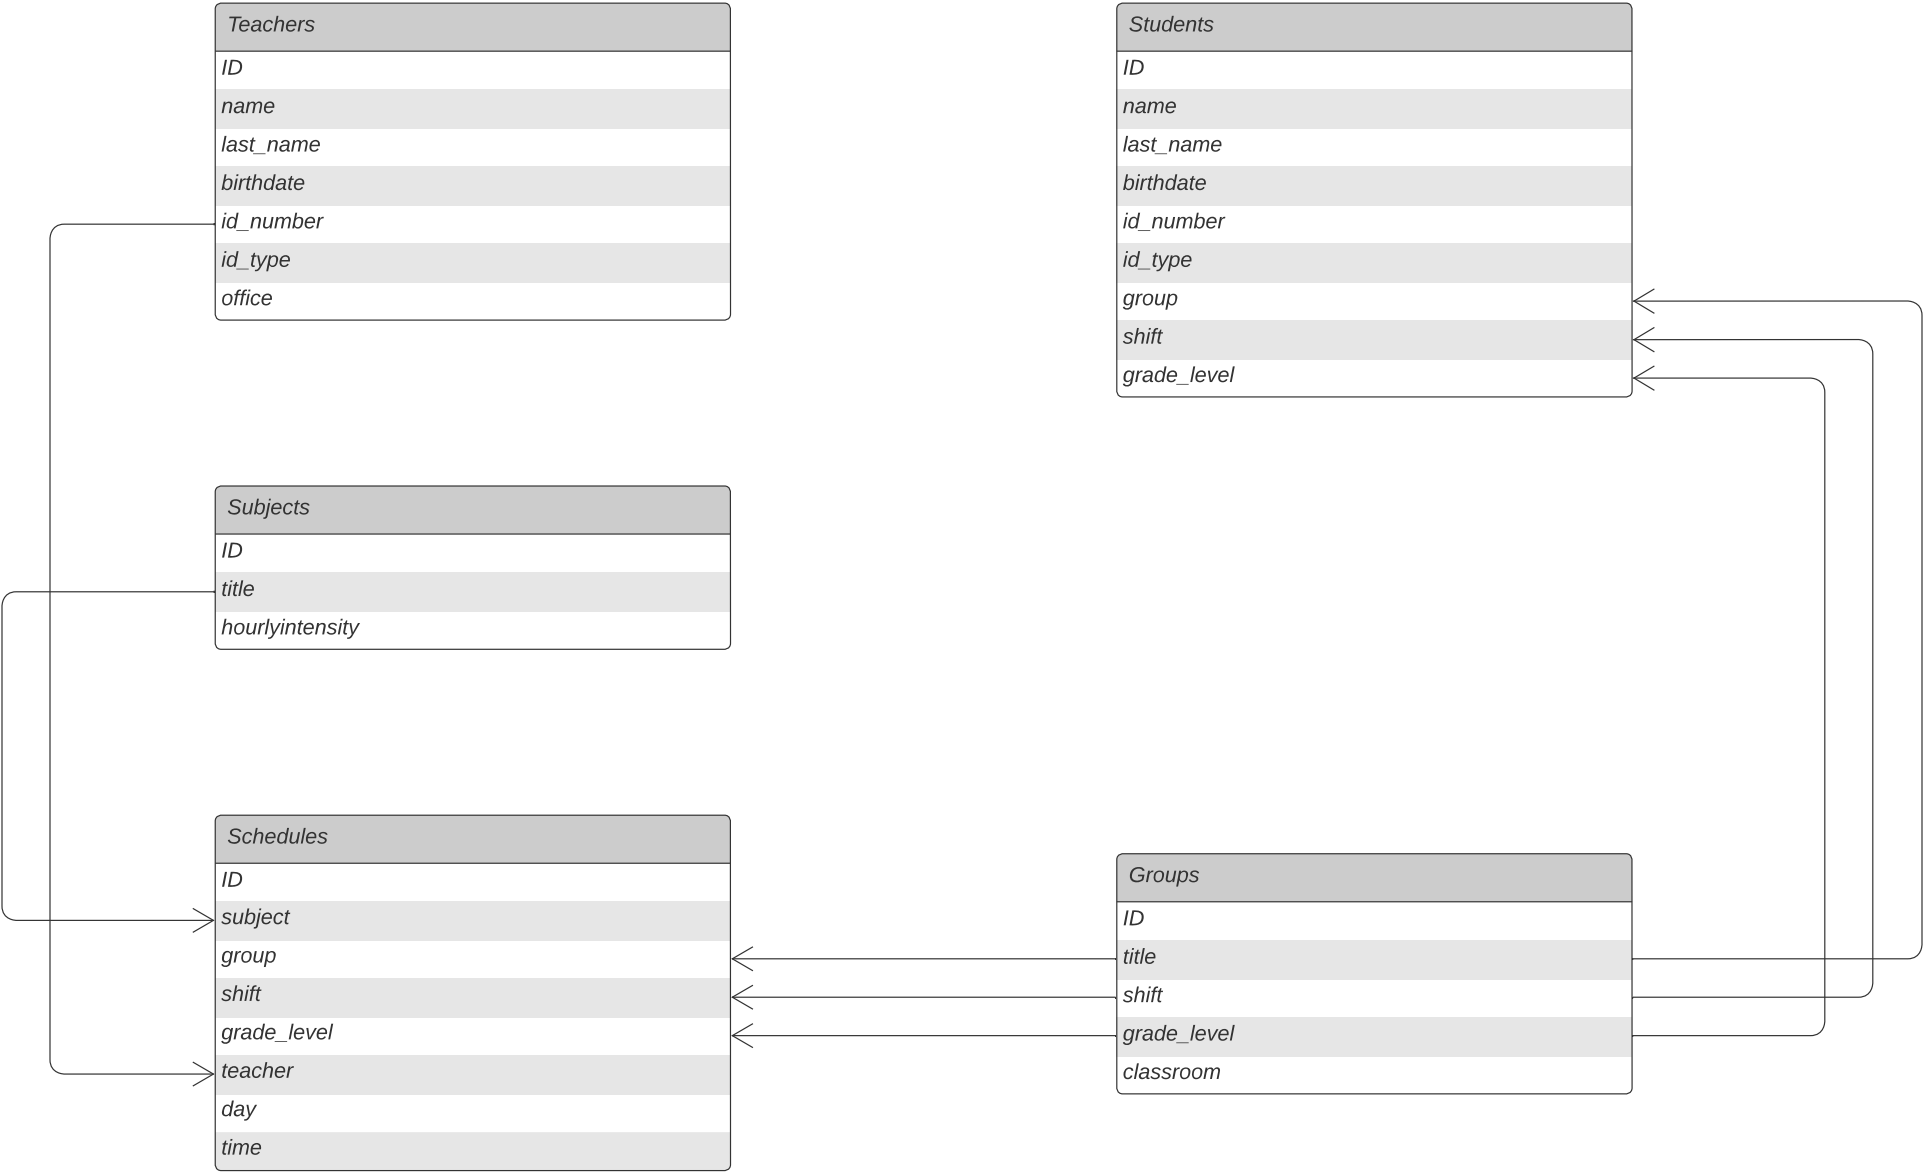 Teachers
ID
name
last_name
birthdate
id_number
id_type
office
Students
ID
name
last_name
birthdate
id_number
id_type
group
shift
grade_level
Subjects
ID
title
hourlyintensity
Schedules
ID
subject
group
shift
grade_level
teacher
day
time
Groups
ID
title
shift
grade_level
classroom